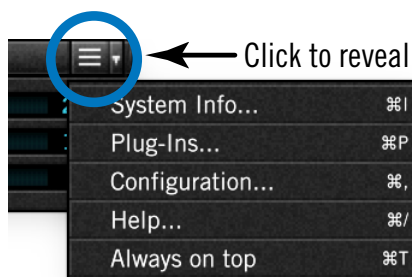 Click to reveal
System Info... ⌘I
Plug-Ins... ⌘P
Configuration... ⌘,
Help... ⌘/
Always on top ⌘T